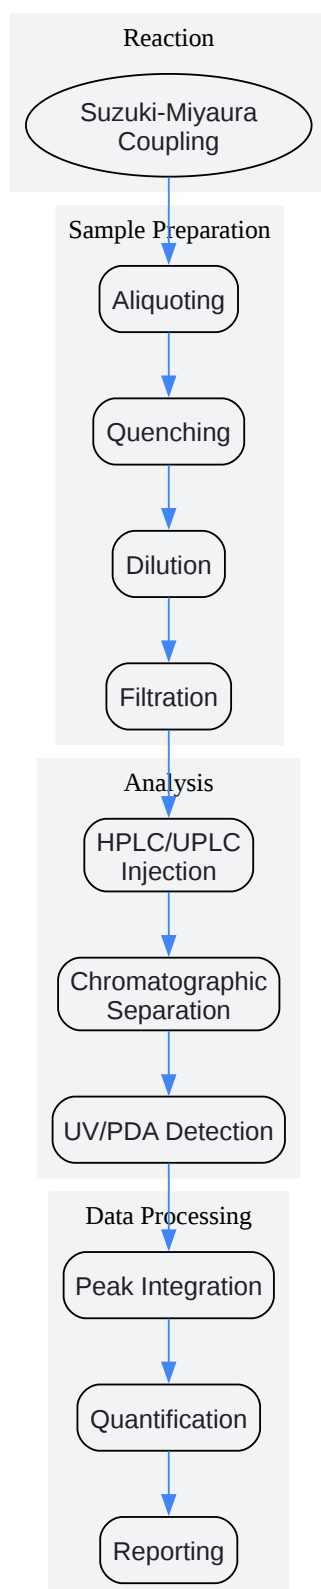 Reaction
Suzuki-Miyaura
Coupling
Sample Preparation
Aliquoting
Quenching
Dilution
Filtration
Analysis
HPLC/UPLC
Injection
Chromatographic
Separation
UV/PDA Detection
Data Processing
Peak Integration
Quantification
Reporting